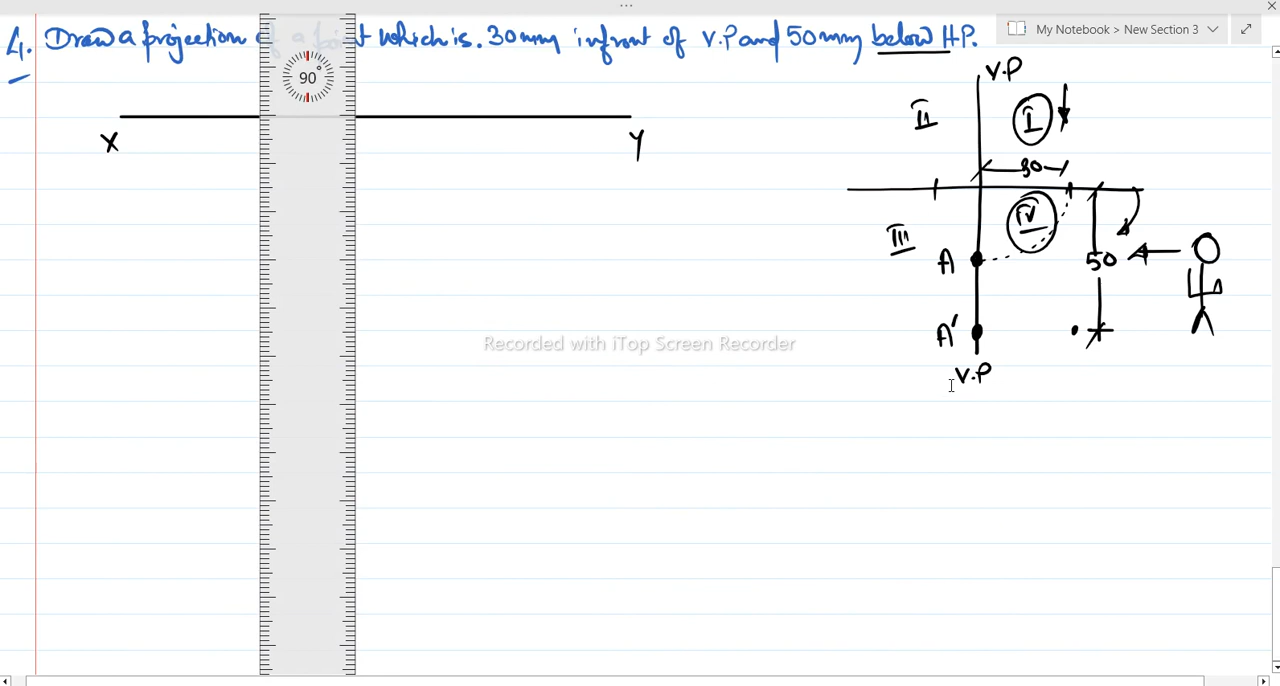 4. Draw a projection of a point which is. 30mm infront of V.P and 50mm below HP.
My Notebook > New Section 3
90°
X
Y
V.P
II
I
30
IV
III
A
50
A'
V.P
Recorded with iTop Screen Recorder